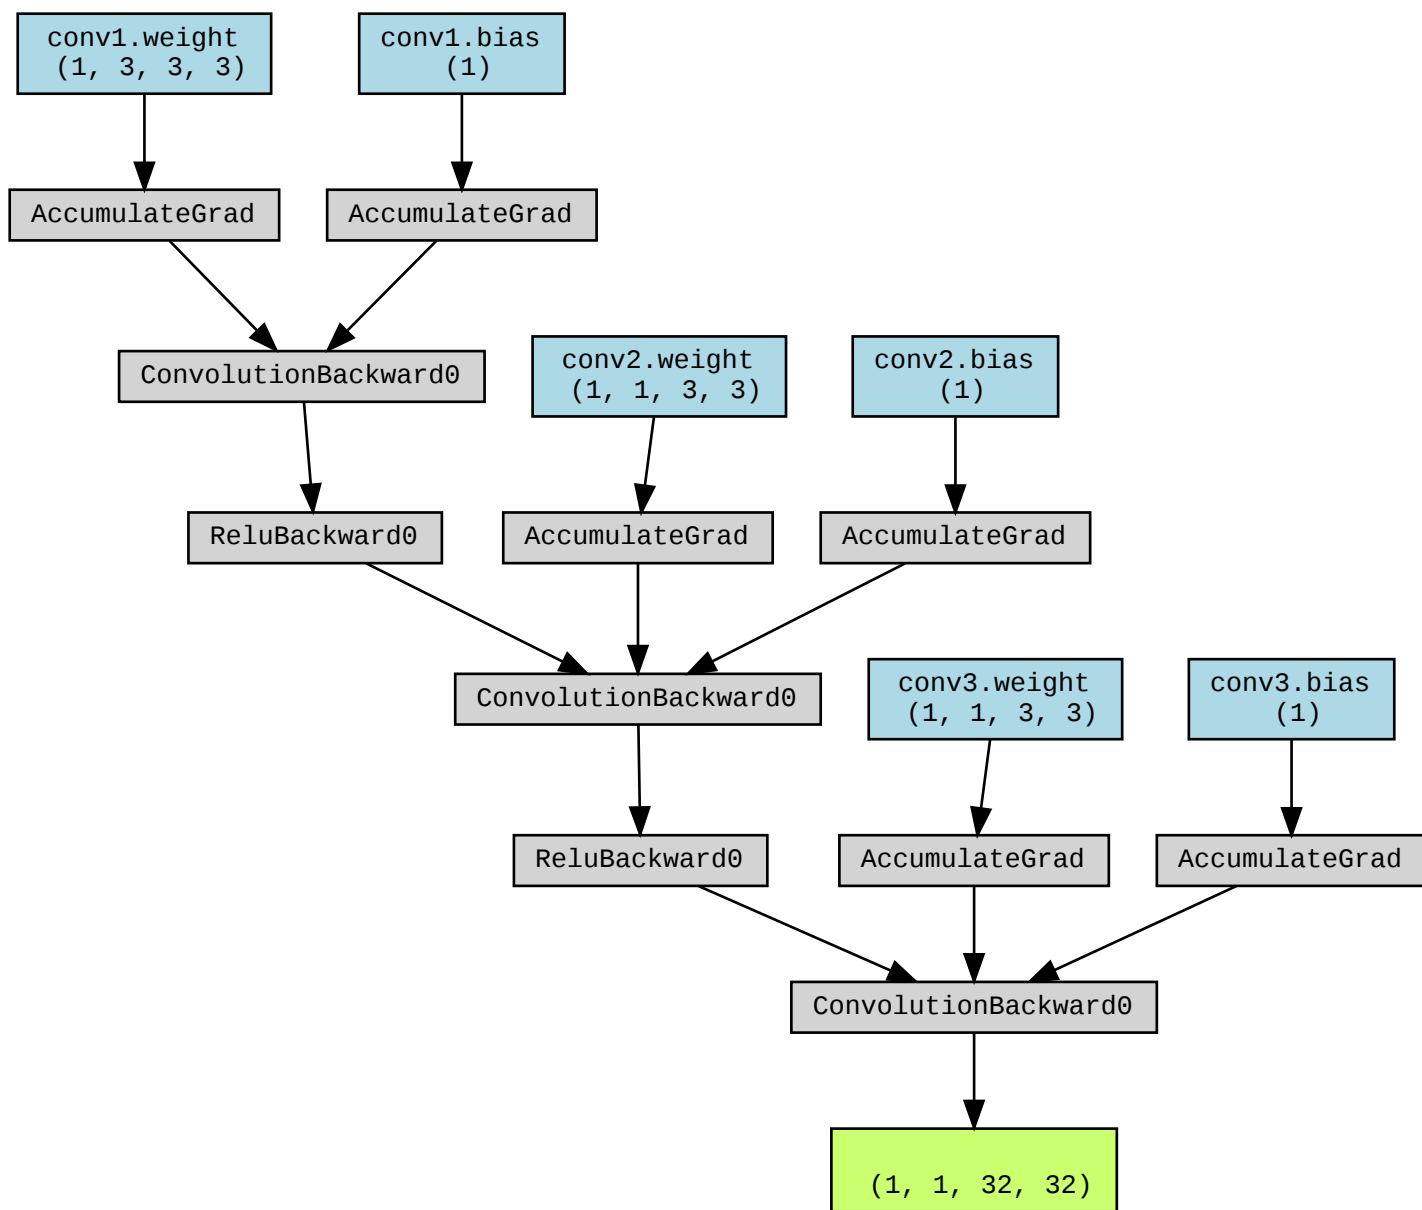 conv1.weight
(1, 3, 3, 3)
conv1.bias
(1)
AccumulateGrad
AccumulateGrad
ConvolutionBackward0
conv2.weight
(1, 1, 3, 3)
conv2.bias
(1)
ReluBackward0
AccumulateGrad
AccumulateGrad
ConvolutionBackward0
conv3.weight
(1, 1, 3, 3)
conv3.bias
(1)
ReluBackward0
AccumulateGrad
AccumulateGrad
ConvolutionBackward0
(1, 1, 32, 32)